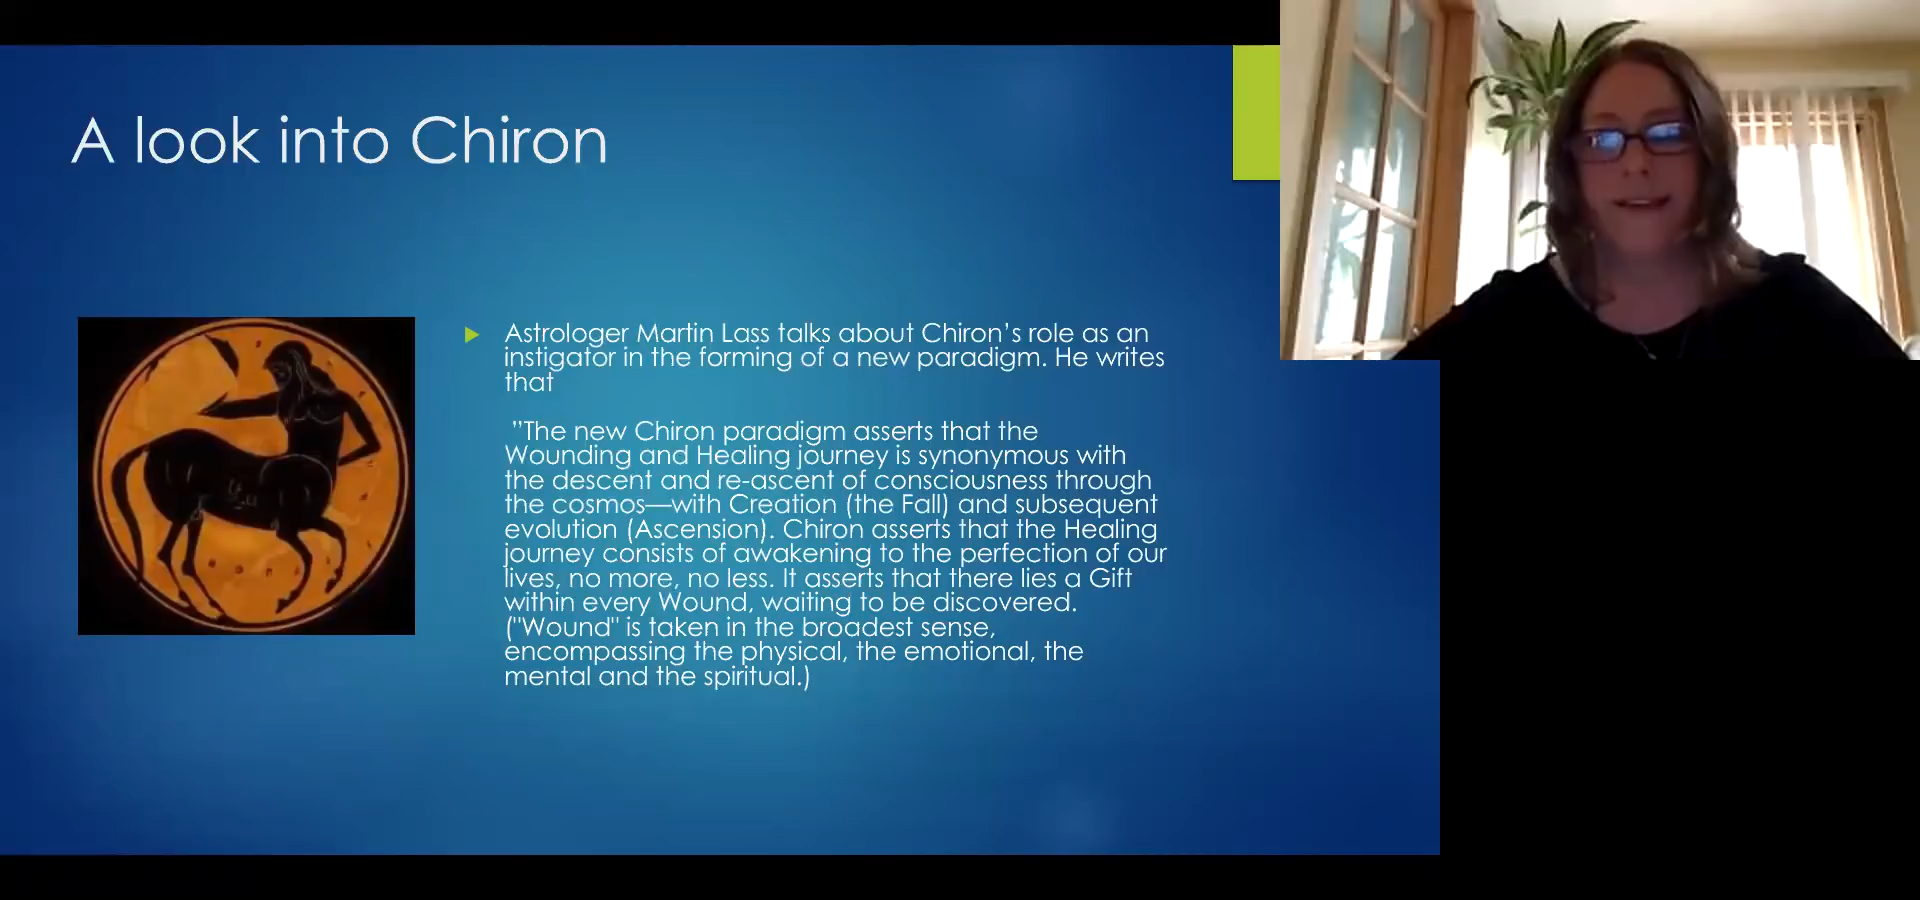 A look into Chiron
Astrologer Martin Lass talks about Chiron’s role as an
instigator in the forming of a new paradigm. He writes
that
”The new Chiron paradigm asserts that the
Wounding and Healing journey is synonymous with
the descent and re-ascent of consciousness through
the cosmos—with Creation (the Fall) and subsequent
evolution (Ascension). Chiron asserts that the Healing
journey consists of awakening to the perfection of our
lives, no more, no less. It asserts that there lies a Gift
within every Wound, waiting to be discovered.
("Wound" is taken in the broadest sense,
encompassing the physical, the emotional, the
mental and the spiritual.)